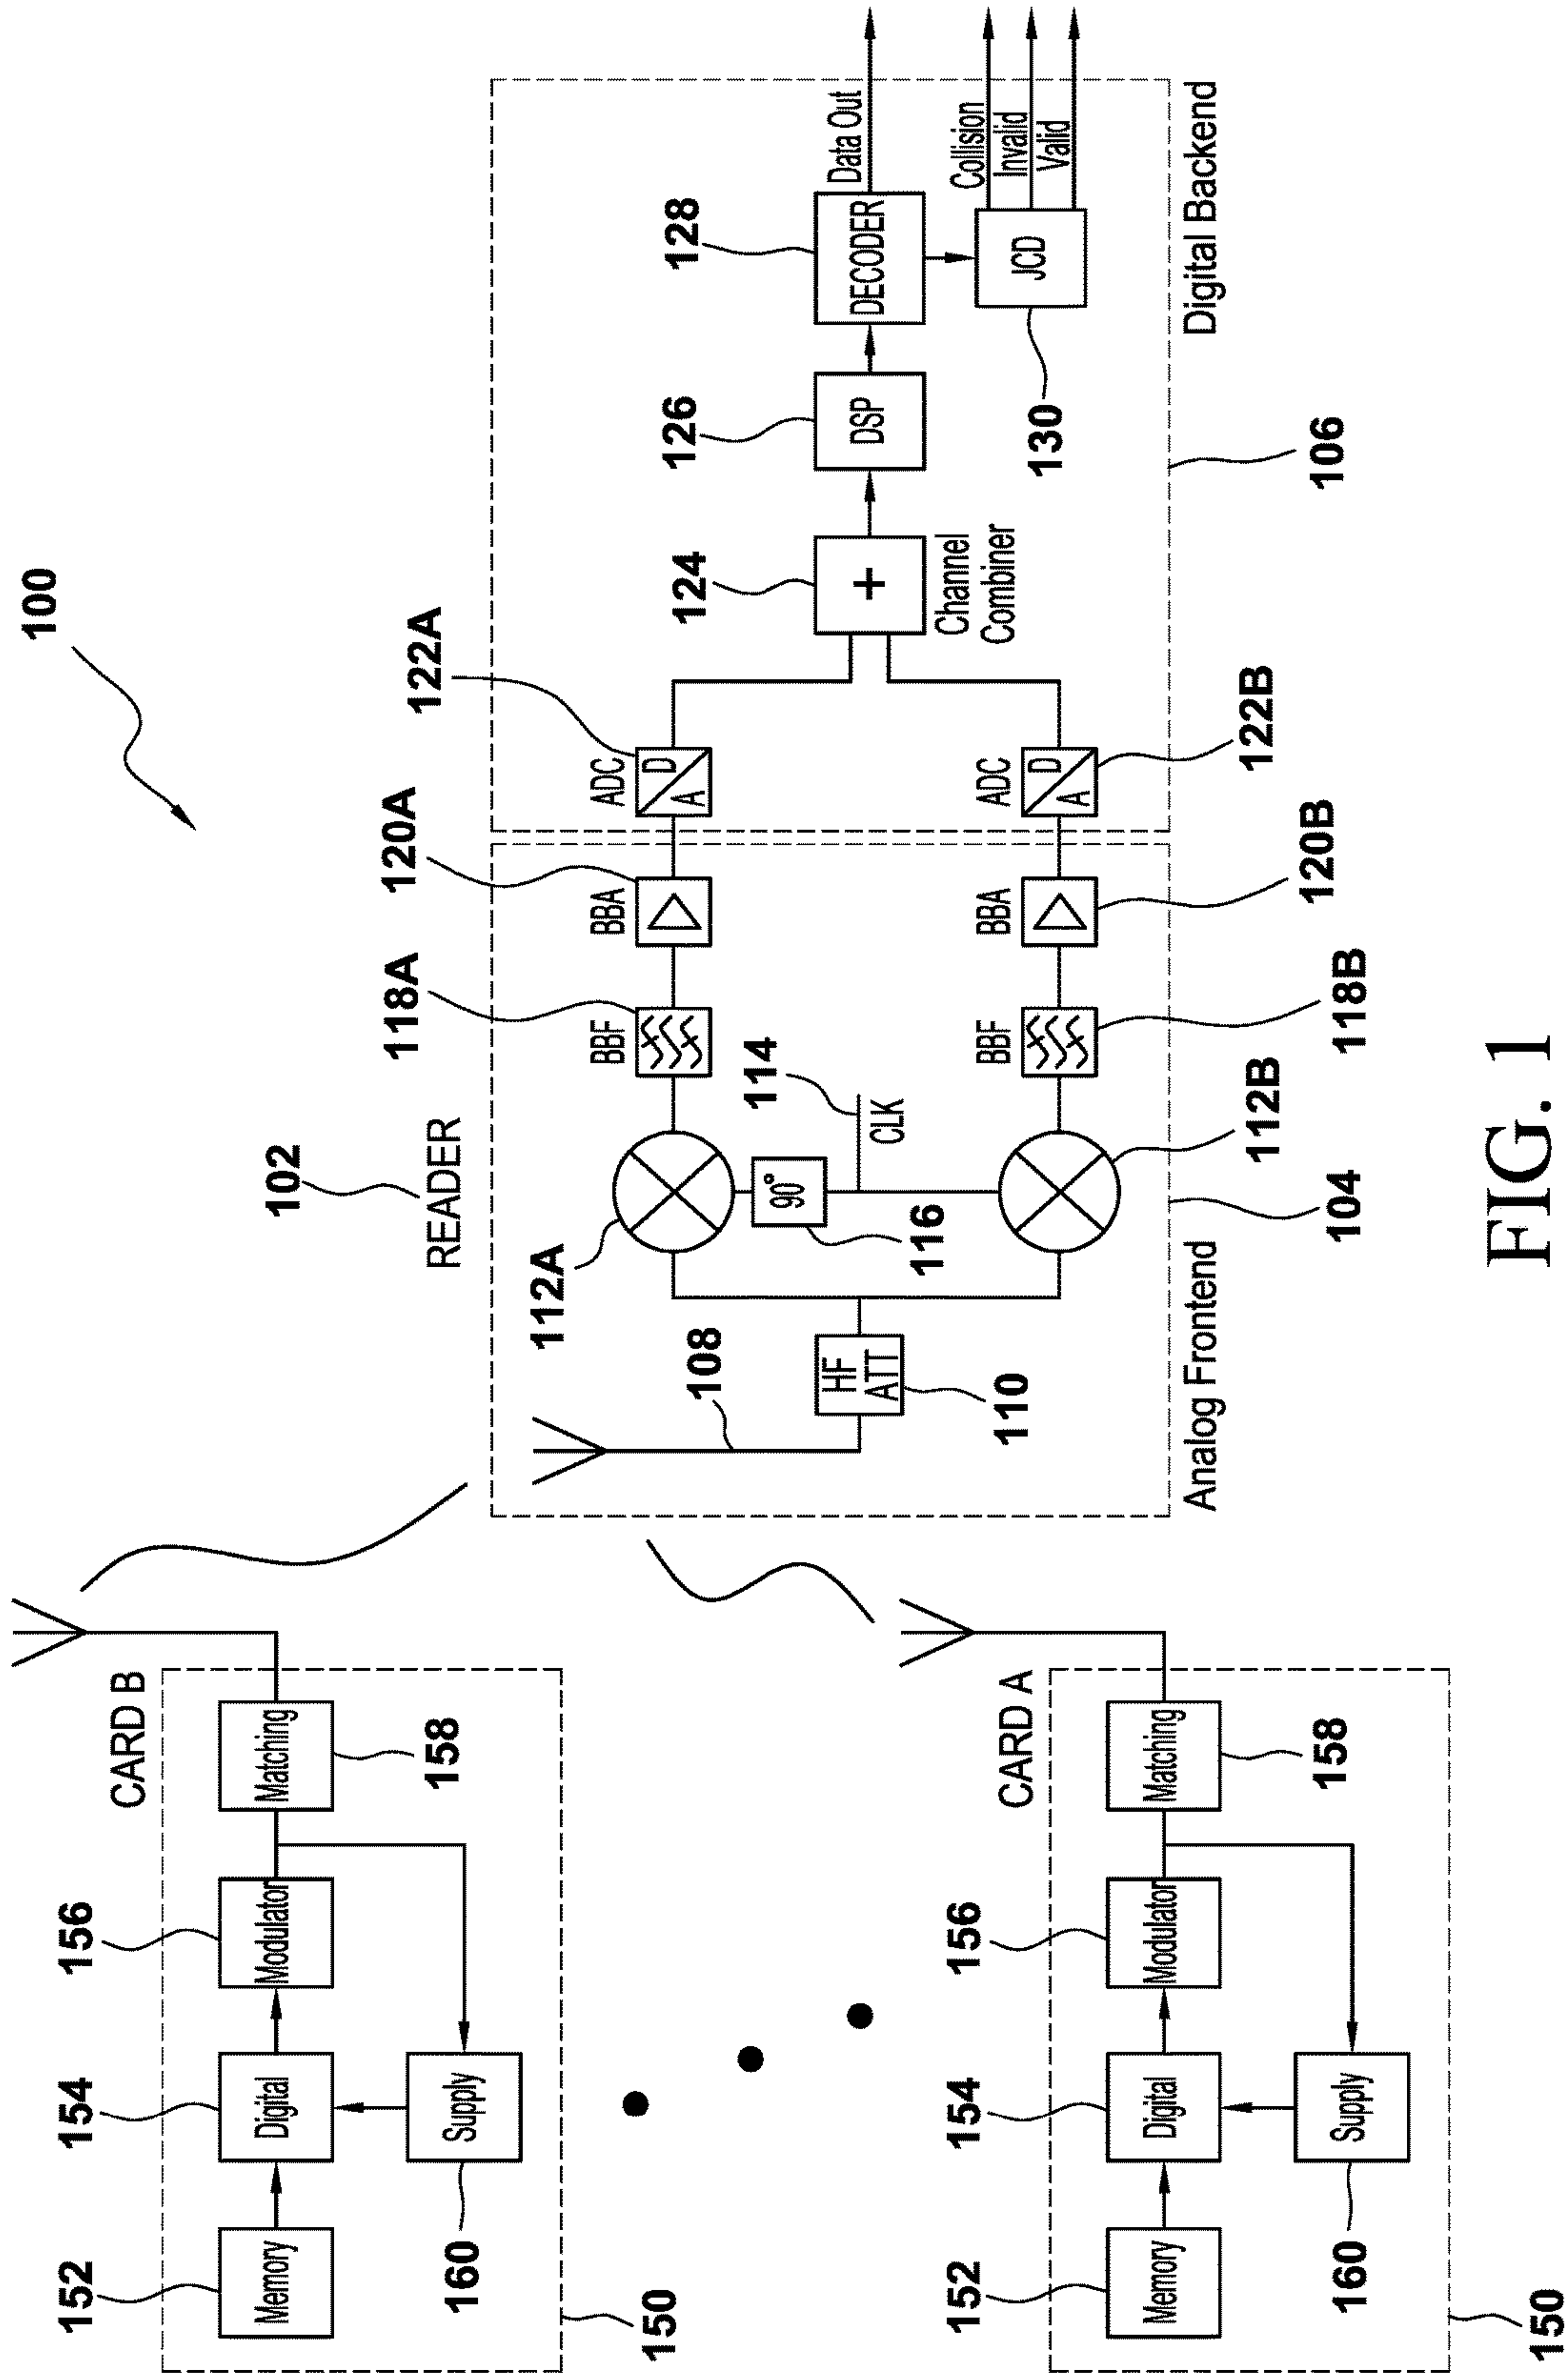 100
102
READER
CARD B
152
154
156
Memory
Digital
Modulator
Matching
158
Supply
160
150
CARD A
152
154
156
Memory
Digital
Modulator
Matching
158
Supply
160
150
108
HF
ATT
110
112A
90°
116
114
CLK
112B
118A
BBF
120A
BBA
BBF
118B
BBA
120B
Analog Frontend
104
122A
ADC
A
D
ADC
A
D
122B
124
+
Channel
Combiner
126
DSP
128
DECODER
Data Out
130
JCD
Collision
Invalid
Valid
106
Digital Backend
FIG. 1